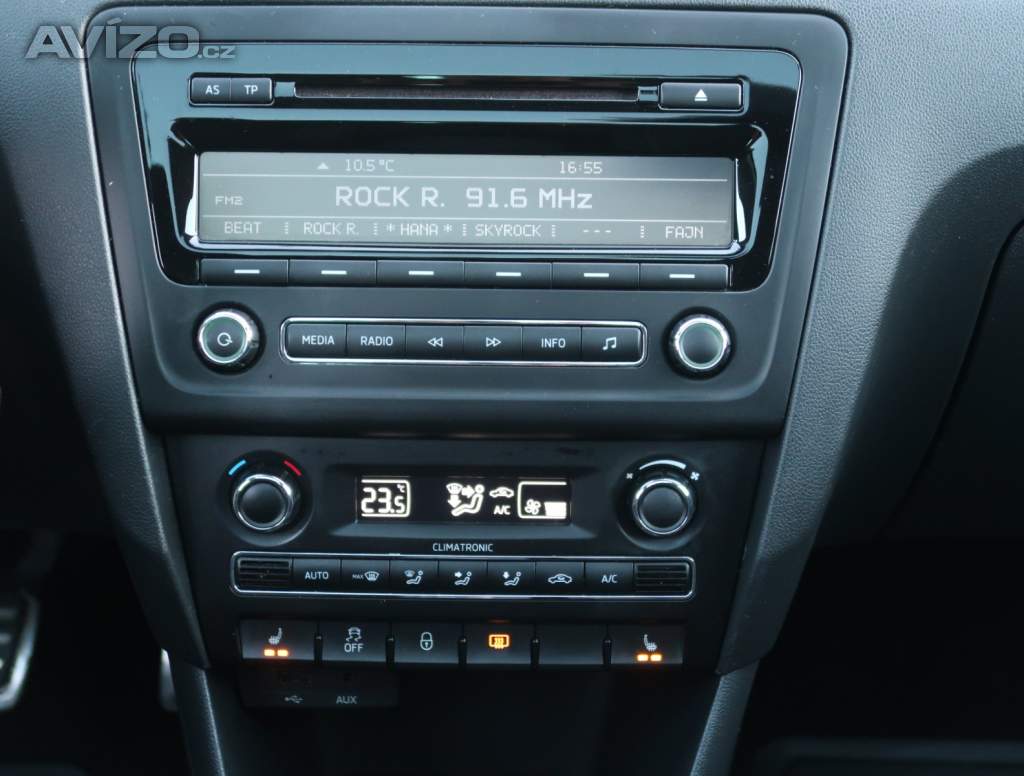 AVÍZO.cz
AS TP
10.5°C 16:55
ROCK R. 91.6 MHz
FM2
BEAT ROCK R. *HANA* SKYROCK --- FAJN
MEDIA RADIO INFO
23.5 °C A/C
CLIMATRONIC
AUTO MAX A/C
OFF
AUX